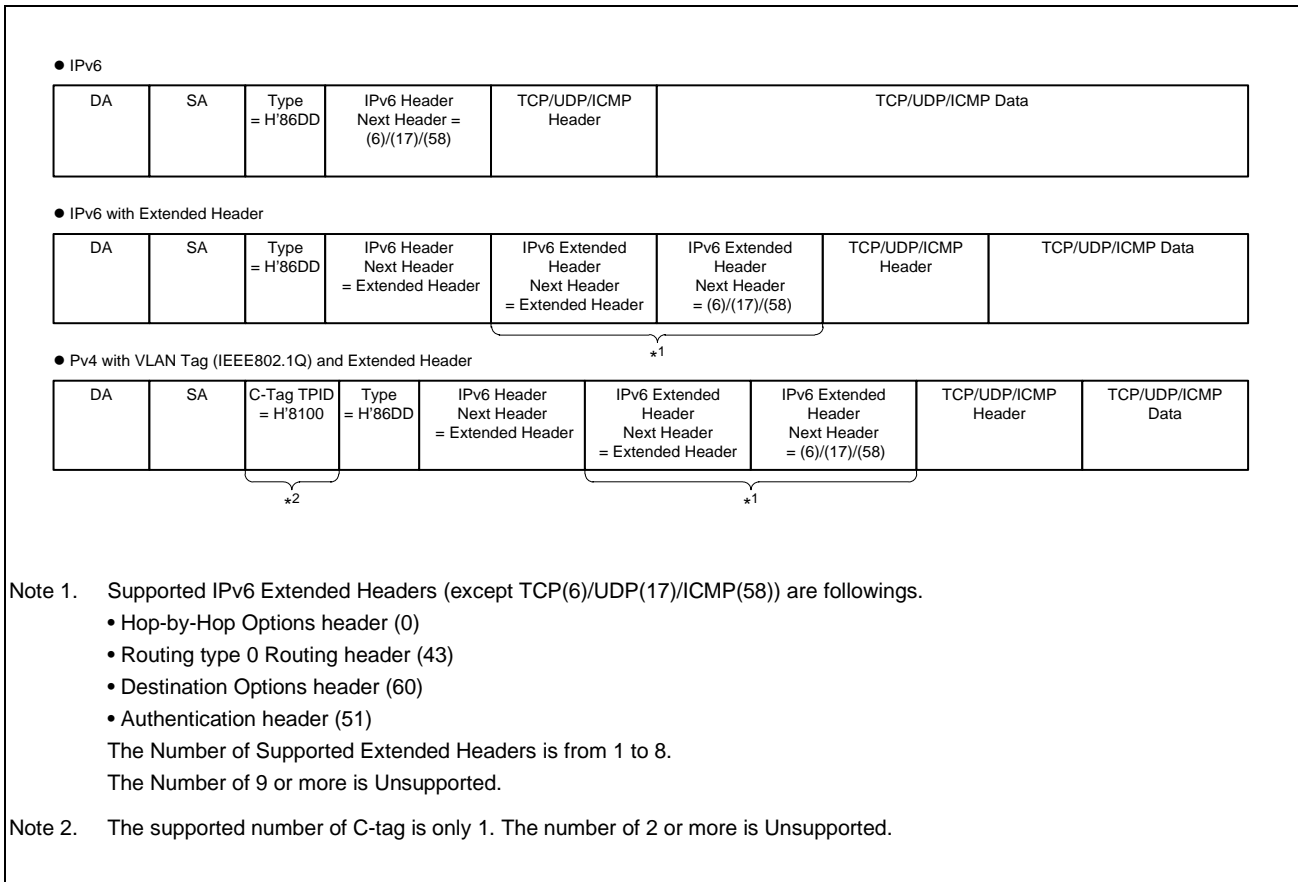 ● IPv6
DA SA Type = H'86DD IPv6 Header Next Header = (6)/(17)/(58) TCP/UDP/ICMP Header TCP/UDP/ICMP Data
● IPv6 with Extended Header
DA SA Type = H'86DD IPv6 Header Next Header = Extended Header IPv6 Extended Header Next Header = Extended Header IPv6 Extended Header Next Header = (6)/(17)/(58) TCP/UDP/ICMP Header TCP/UDP/ICMP Data
*1
● Pv4 with VLAN Tag (IEEE802.1Q) and Extended Header
DA SA C-Tag TPID = H'8100 Type = H'86DD IPv6 Header Next Header = Extended Header IPv6 Extended Header Next Header = Extended Header IPv6 Extended Header Next Header = (6)/(17)/(58) TCP/UDP/ICMP Header TCP/UDP/ICMP Data
*2 *1
Note 1. Supported IPv6 Extended Headers (except TCP(6)/UDP(17)/ICMP(58)) are followings.
• Hop-by-Hop Options header (0)
• Routing type 0 Routing header (43)
• Destination Options header (60)
• Authentication header (51)
The Number of Supported Extended Headers is from 1 to 8.
The Number of 9 or more is Unsupported.
Note 2. The supported number of C-tag is only 1. The number of 2 or more is Unsupported.